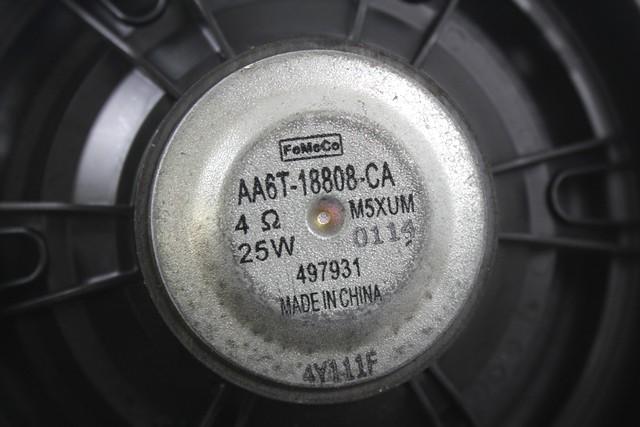 FoMoCo
AA6T-18808-CA
4 Ω M5XUM
25W 0114
497931
MADE IN CHINA
4Y111F